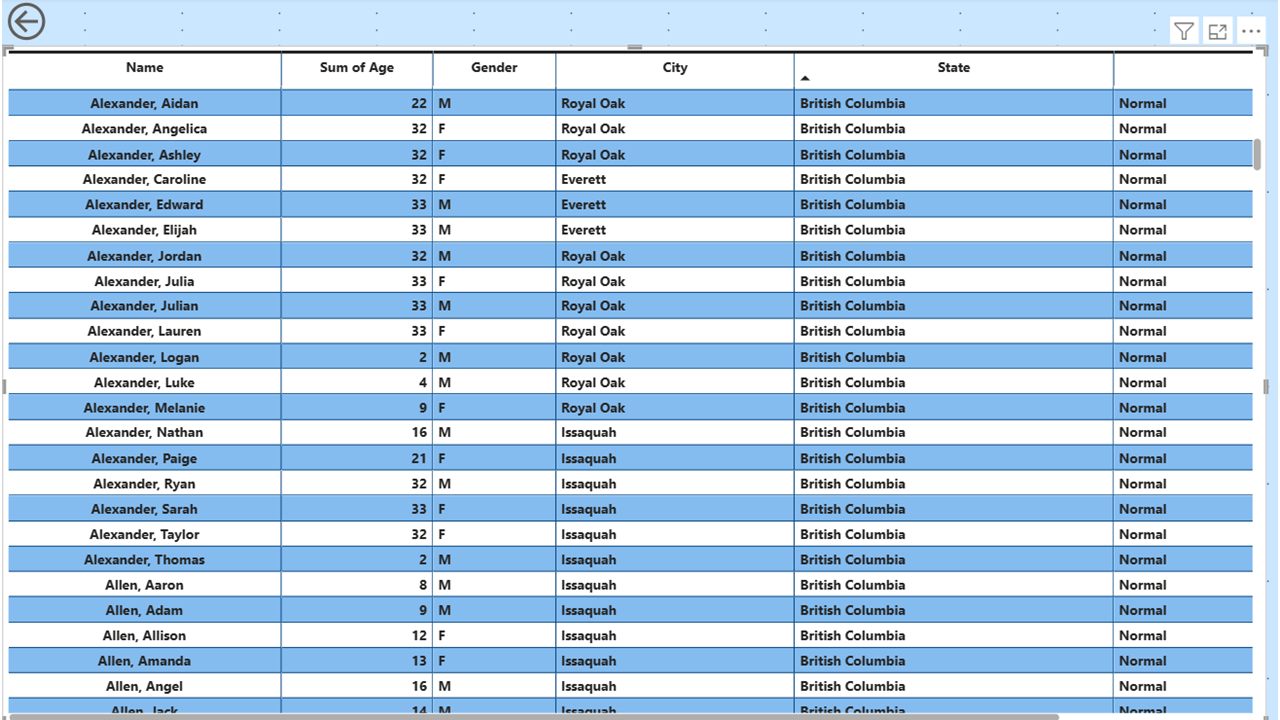 Name Sum of Age Gender City State
Alexander, Aidan 22 M Royal Oak British Columbia Normal
Alexander, Angelica 32 F Royal Oak British Columbia Normal
Alexander, Ashley 32 F Royal Oak British Columbia Normal
Alexander, Caroline 32 F Everett British Columbia Normal
Alexander, Edward 33 M Everett British Columbia Normal
Alexander, Elijah 33 M Everett British Columbia Normal
Alexander, Jordan 32 M Royal Oak British Columbia Normal
Alexander, Julia 33 F Royal Oak British Columbia Normal
Alexander, Julian 33 M Royal Oak British Columbia Normal
Alexander, Lauren 33 F Royal Oak British Columbia Normal
Alexander, Logan 2 M Royal Oak British Columbia Normal
Alexander, Luke 4 M Royal Oak British Columbia Normal
Alexander, Melanie 9 F Royal Oak British Columbia Normal
Alexander, Nathan 16 M Issaquah British Columbia Normal
Alexander, Paige 21 F Issaquah British Columbia Normal
Alexander, Ryan 32 M Issaquah British Columbia Normal
Alexander, Sarah 33 F Issaquah British Columbia Normal
Alexander, Taylor 32 F Issaquah British Columbia Normal
Alexander, Thomas 2 M Issaquah British Columbia Normal
Allen, Aaron 8 M Issaquah British Columbia Normal
Allen, Adam 9 M Issaquah British Columbia Normal
Allen, Allison 12 F Issaquah British Columbia Normal
Allen, Amanda 13 F Issaquah British Columbia Normal
Allen, Angel 16 M Issaquah British Columbia Normal
Allen, Jack 14 M Issaquah British Columbia Normal